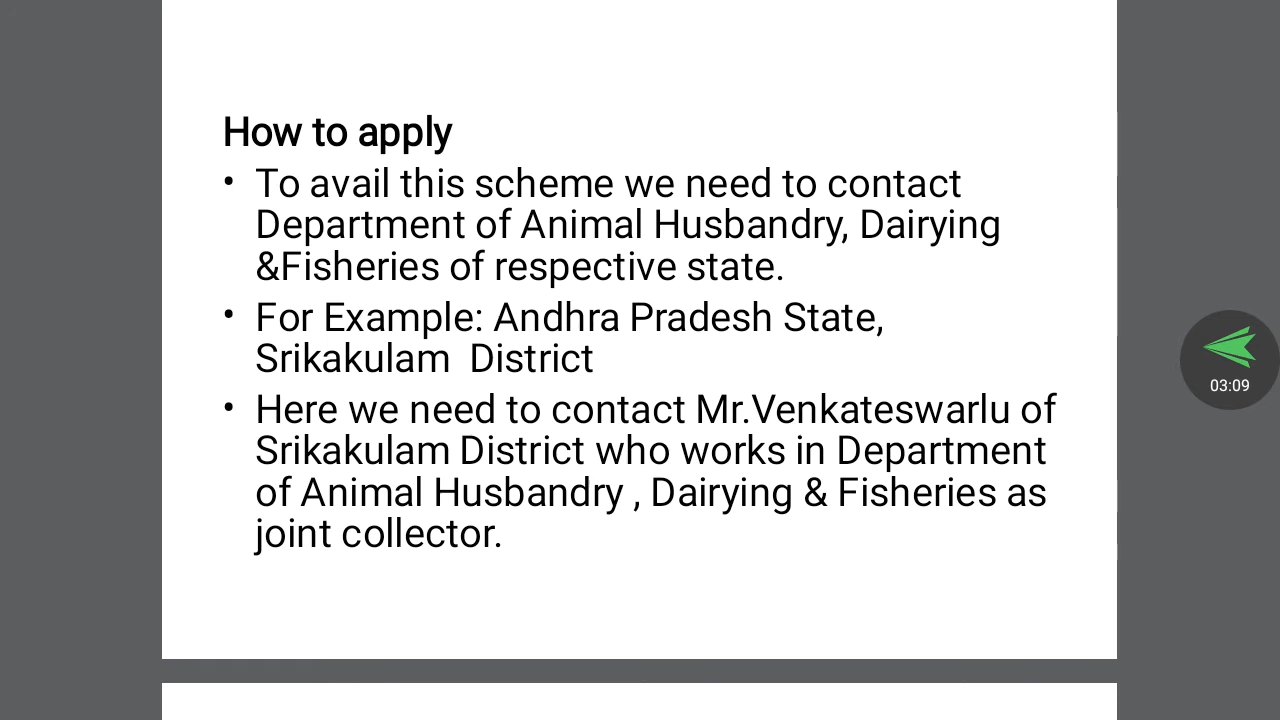 How to apply
• To avail this scheme we need to contact
Department of Animal Husbandry, Dairying
&Fisheries of respective state.
• For Example: Andhra Pradesh State,
Srikakulam  District
• Here we need to contact Mr.Venkateswarlu of
Srikakulam District who works in Department
of Animal Husbandry , Dairying & Fisheries as
joint collector.
03:09